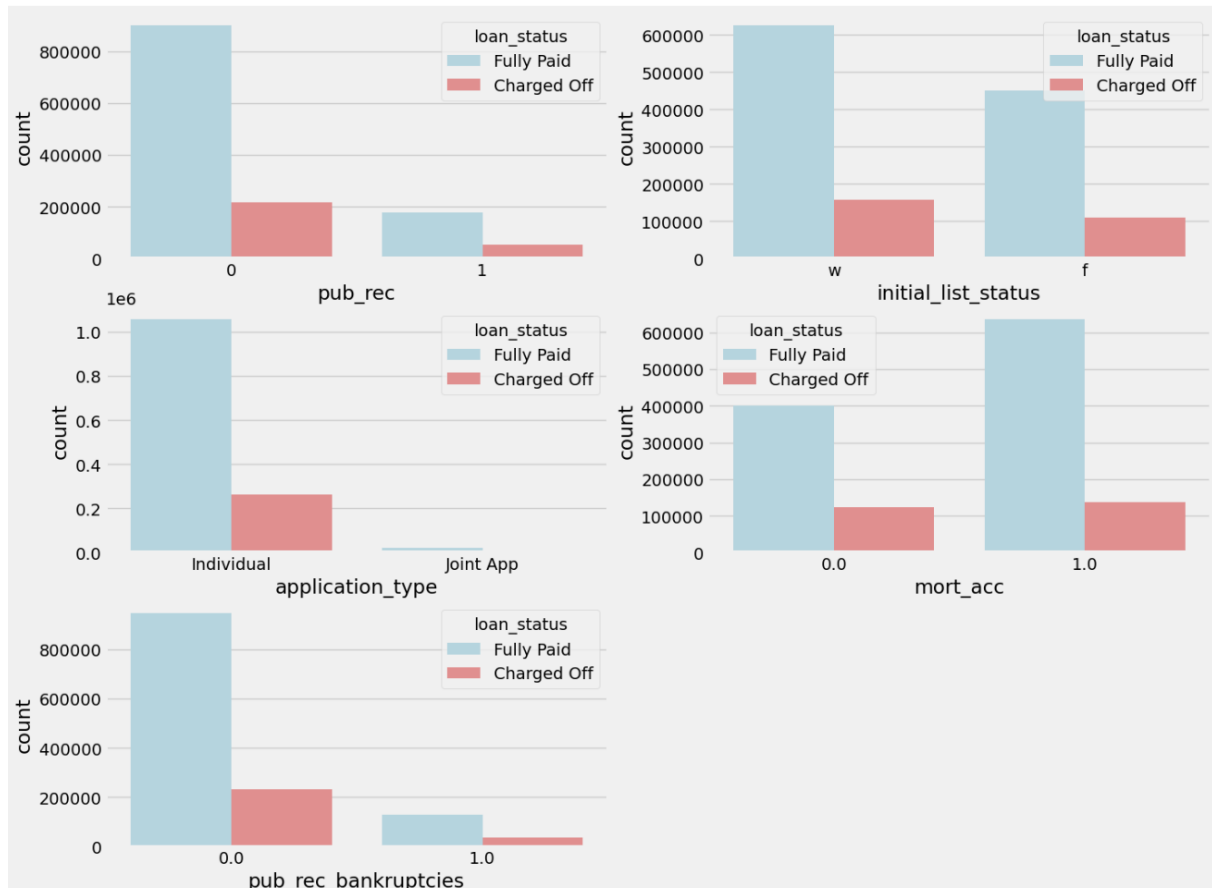 loan_status
Fully Paid
Charged Off
800000
600000
400000
200000
0
count
0 1
pub_rec
loan_status
Fully Paid
Charged Off
600000
500000
400000
300000
200000
100000
0
count
w f
initial_list_status
1e6
loan_status
Fully Paid
Charged Off
1.0
0.8
0.6
0.4
0.2
0.0
count
Individual Joint App
application_type
loan_status
Fully Paid
Charged Off
600000
500000
400000
300000
200000
100000
0
count
0.0 1.0
mort_acc
loan_status
Fully Paid
Charged Off
800000
600000
400000
200000
0
count
0.0 1.0
pub_rec_bankruptcies